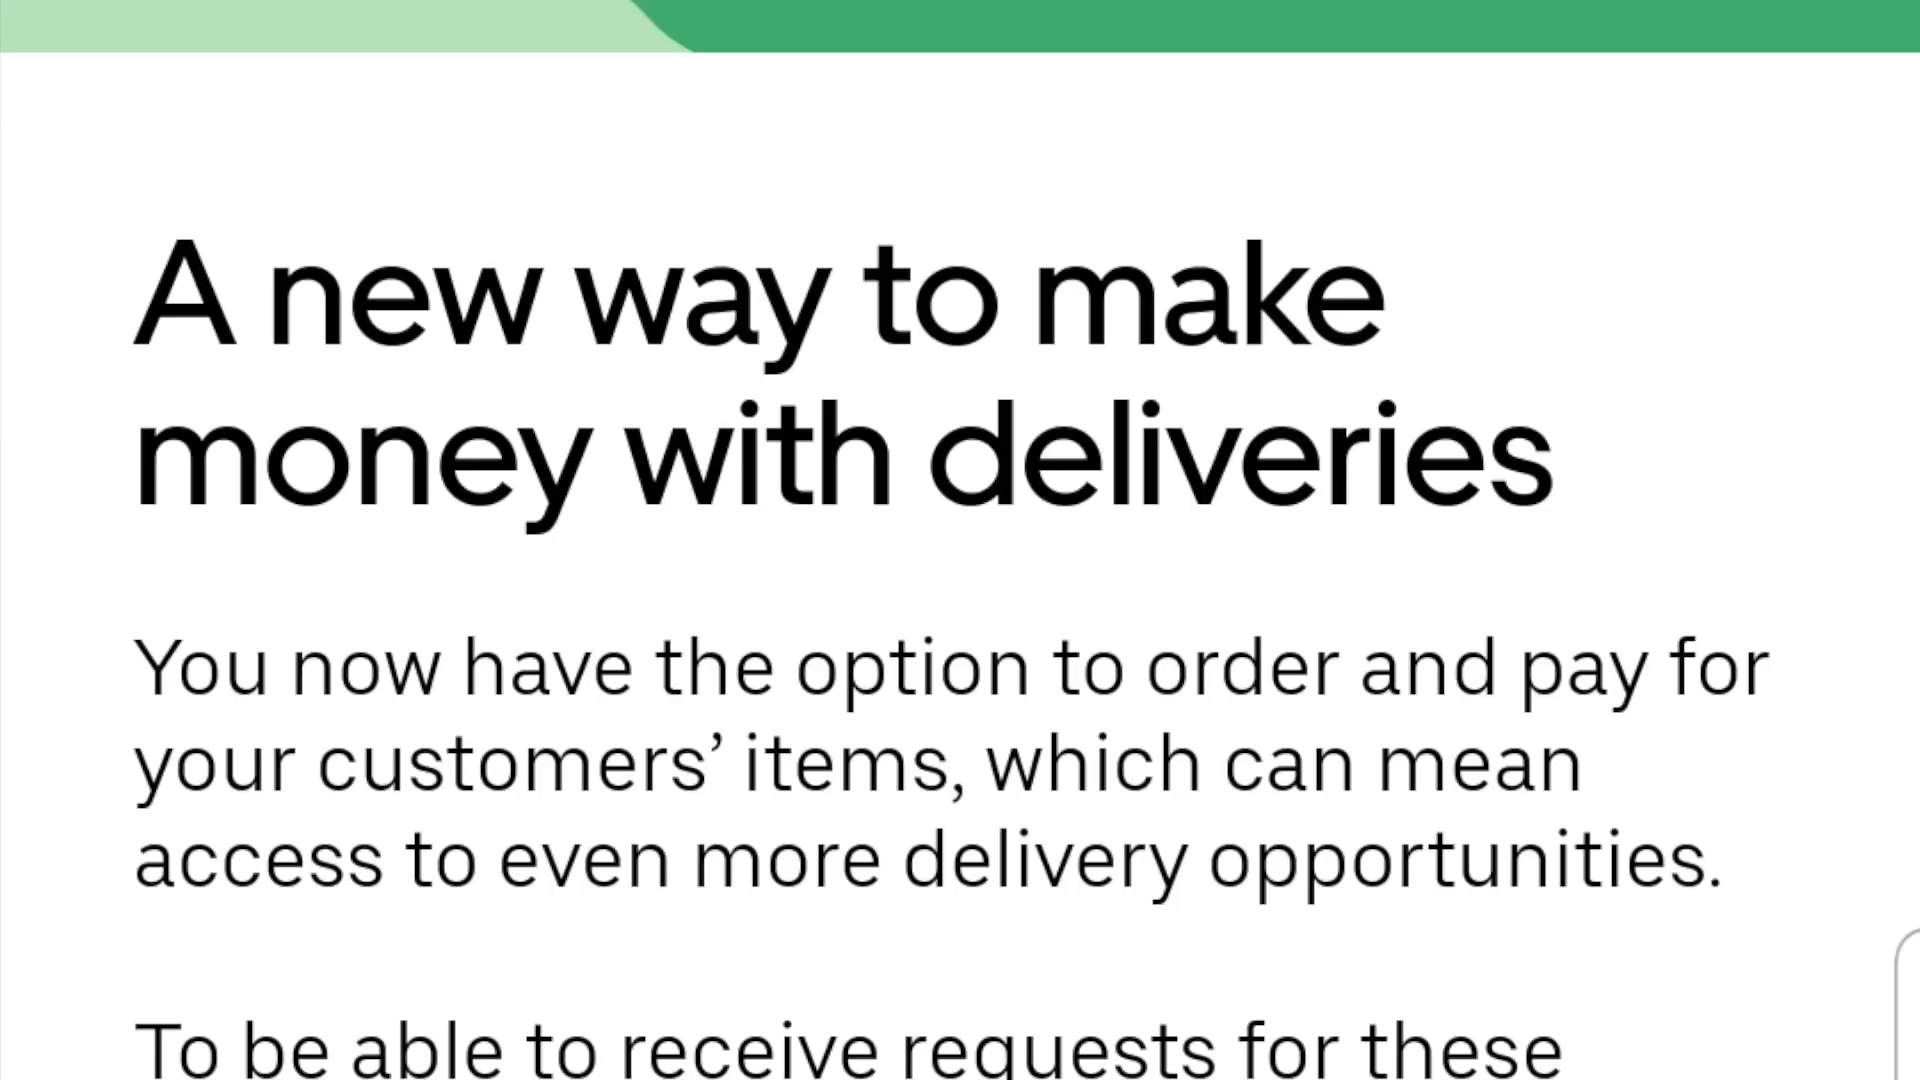 A new way to make
money with deliveries
You now have the option to order and pay for
your customers’ items, which can mean
access to even more delivery opportunities.
To be able to receive requests for these